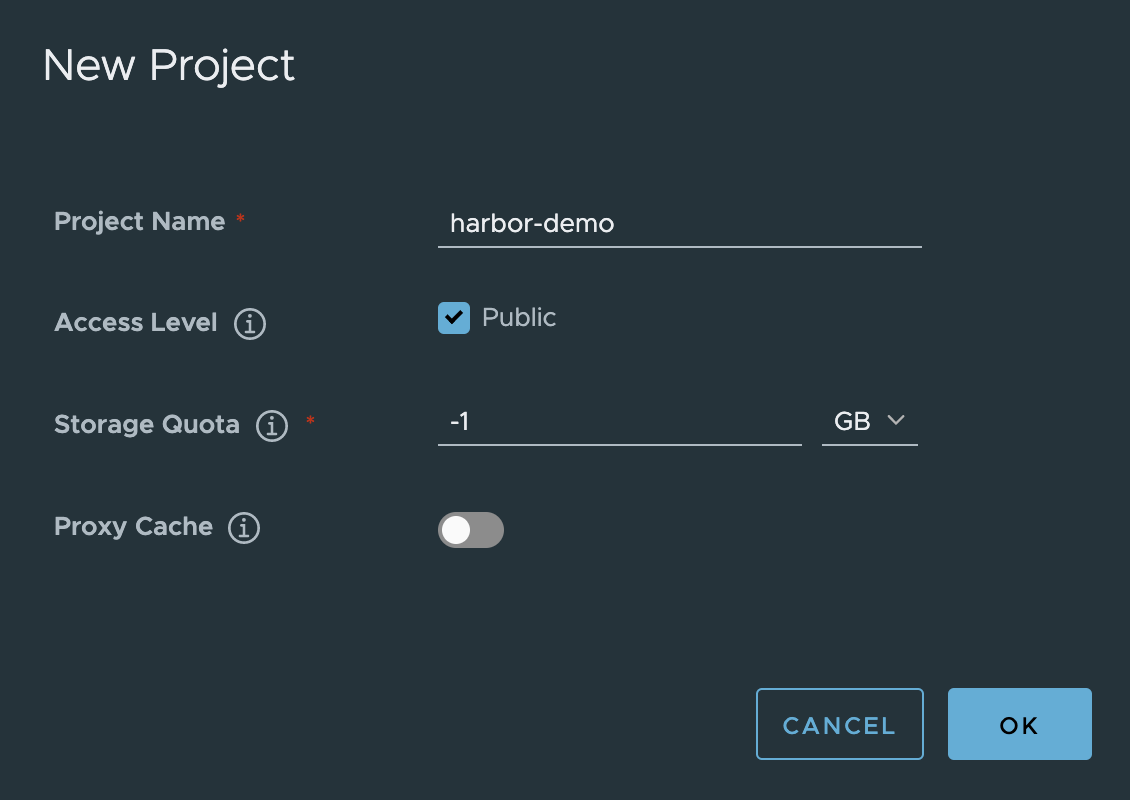 New Project
Project Name * harbor-demo
Access Level Public
Storage Quota * -1 GB
Proxy Cache
CANCEL OK